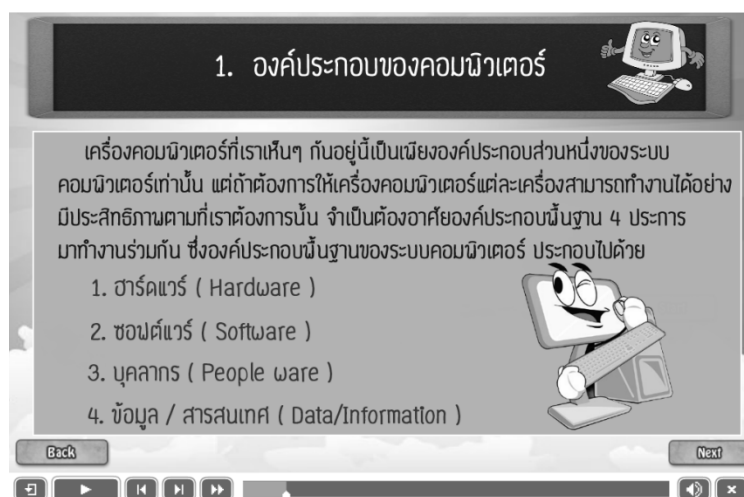 1. องค์ประกอบของคอมพิวเตอร์
เครื่องคอมพิวเตอร์ที่เราเห็นๆ กันอยู่นี้เป็นเพียงองค์ประกอบส่วนหนึ่งของระบบ
คอมพิวเตอร์เท่านั้น แต่ถ้าต้องการให้เครื่องคอมพิวเตอร์แต่ละเครื่องสามารถทำงานได้อย่าง
มีประสิทธิภาพตามที่เราต้องการนั้น จำเป็นต้องอาศัยองค์ประกอบพื้นฐาน 4 ประการ
มาทำงานร่วมกัน ซึ่งองค์ประกอบพื้นฐานของระบบคอมพิวเตอร์ ประกอบไปด้วย
1. ฮาร์ดแวร์ ( Hardware )
2. ซอฟต์แวร์ ( Software )
3. บุคลากร ( People ware )
4. ข้อมูล / สารสนเทศ ( Data/Information )
Back
Next